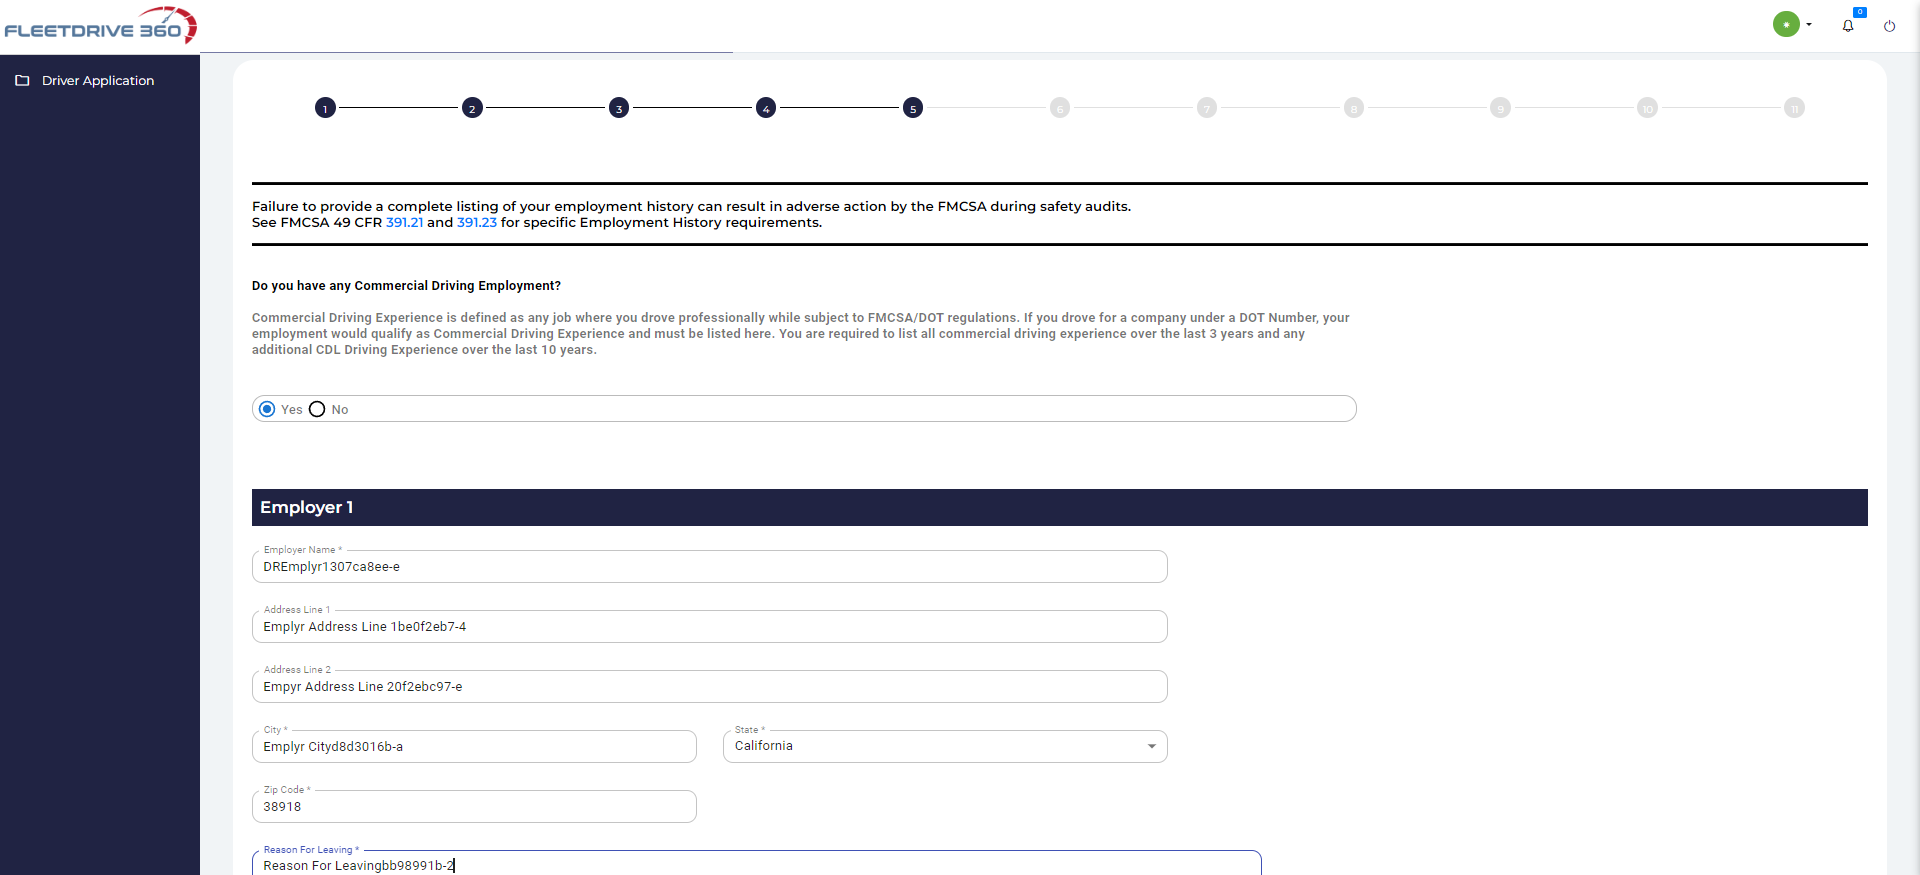 FLEETDRIVE 360
0
Driver Application
1 2 3 4 5 6 7 8 9 10 11
Failure to provide a complete listing of your employment history can result in adverse action by the FMCSA during safety audits.
See FMCSA 49 CFR 391.21 and 391.23 for specific Employment History requirements.
Do you have any Commercial Driving Employment?
Commercial Driving Experience is defined as any job where you drove professionally while subject to FMCSA/DOT regulations. If you drove for a company under a DOT Number, your
employment would qualify as Commercial Driving Experience and must be listed here. You are required to list all commercial driving experience over the last 3 years and any
additional CDL Driving Experience over the last 10 years.
Yes No
Employer 1
Employer Name *
DREmplyr1307ca8ee-e
Address Line 1
Emplyr Address Line 1be0f2eb7-4
Address Line 2
Empyr Address Line 20f2ebc97-e
City *
Emplyr Cityd8d3016b-a
State *
California
Zip Code *
38918
Reason For Leaving *
Reason For Leavingbb98991b-2